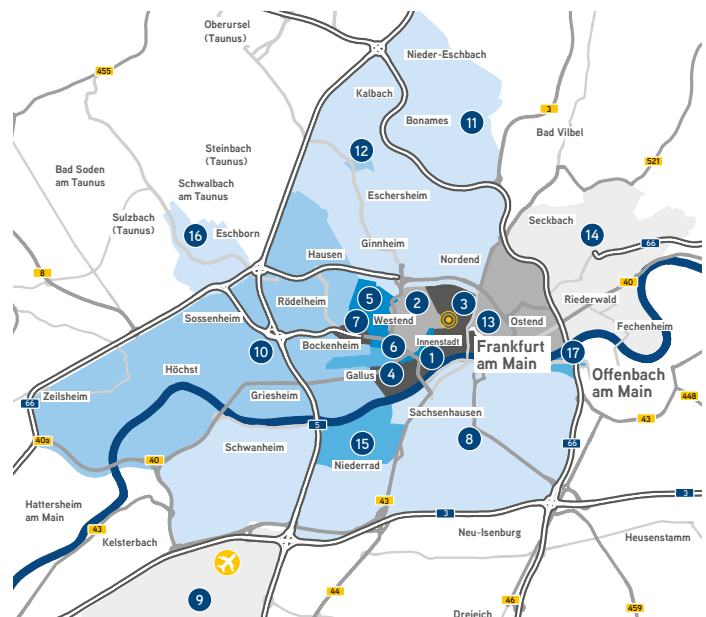 Oberursel
(Taunus)
Nieder-Eschbach
455
Kalbach
3
Bonames
11
Bad Vilbel
Steinbach
(Taunus)
12
521
Bad Soden
am Taunus
Schwalbach
am Taunus
Eschersheim
Seckbach
Sulzbach
(Taunus)
16
Eschborn
Ginnheim
14
66
Nordend
Hausen
8
40
Rödelheim
5
2
3
Riederwald
Sossenheim
7
Westend
13
Ostend
Fechenheim
Bockenheim
6
Innenstadt
1
10
Frankfurt
am Main
17
Höchst
Gallus
4
Offenbach
am Main
Zeilsheim
Griesheim
448
66
5
Sachsenhausen
43
40a
40
Schwanheim
15
8
66
Niederrad
Hattersheim
am Main
43
43
3
3
Kelsterbach
Neu-Isenburg
Heusenstamm
9
44
46
459
Dreieich